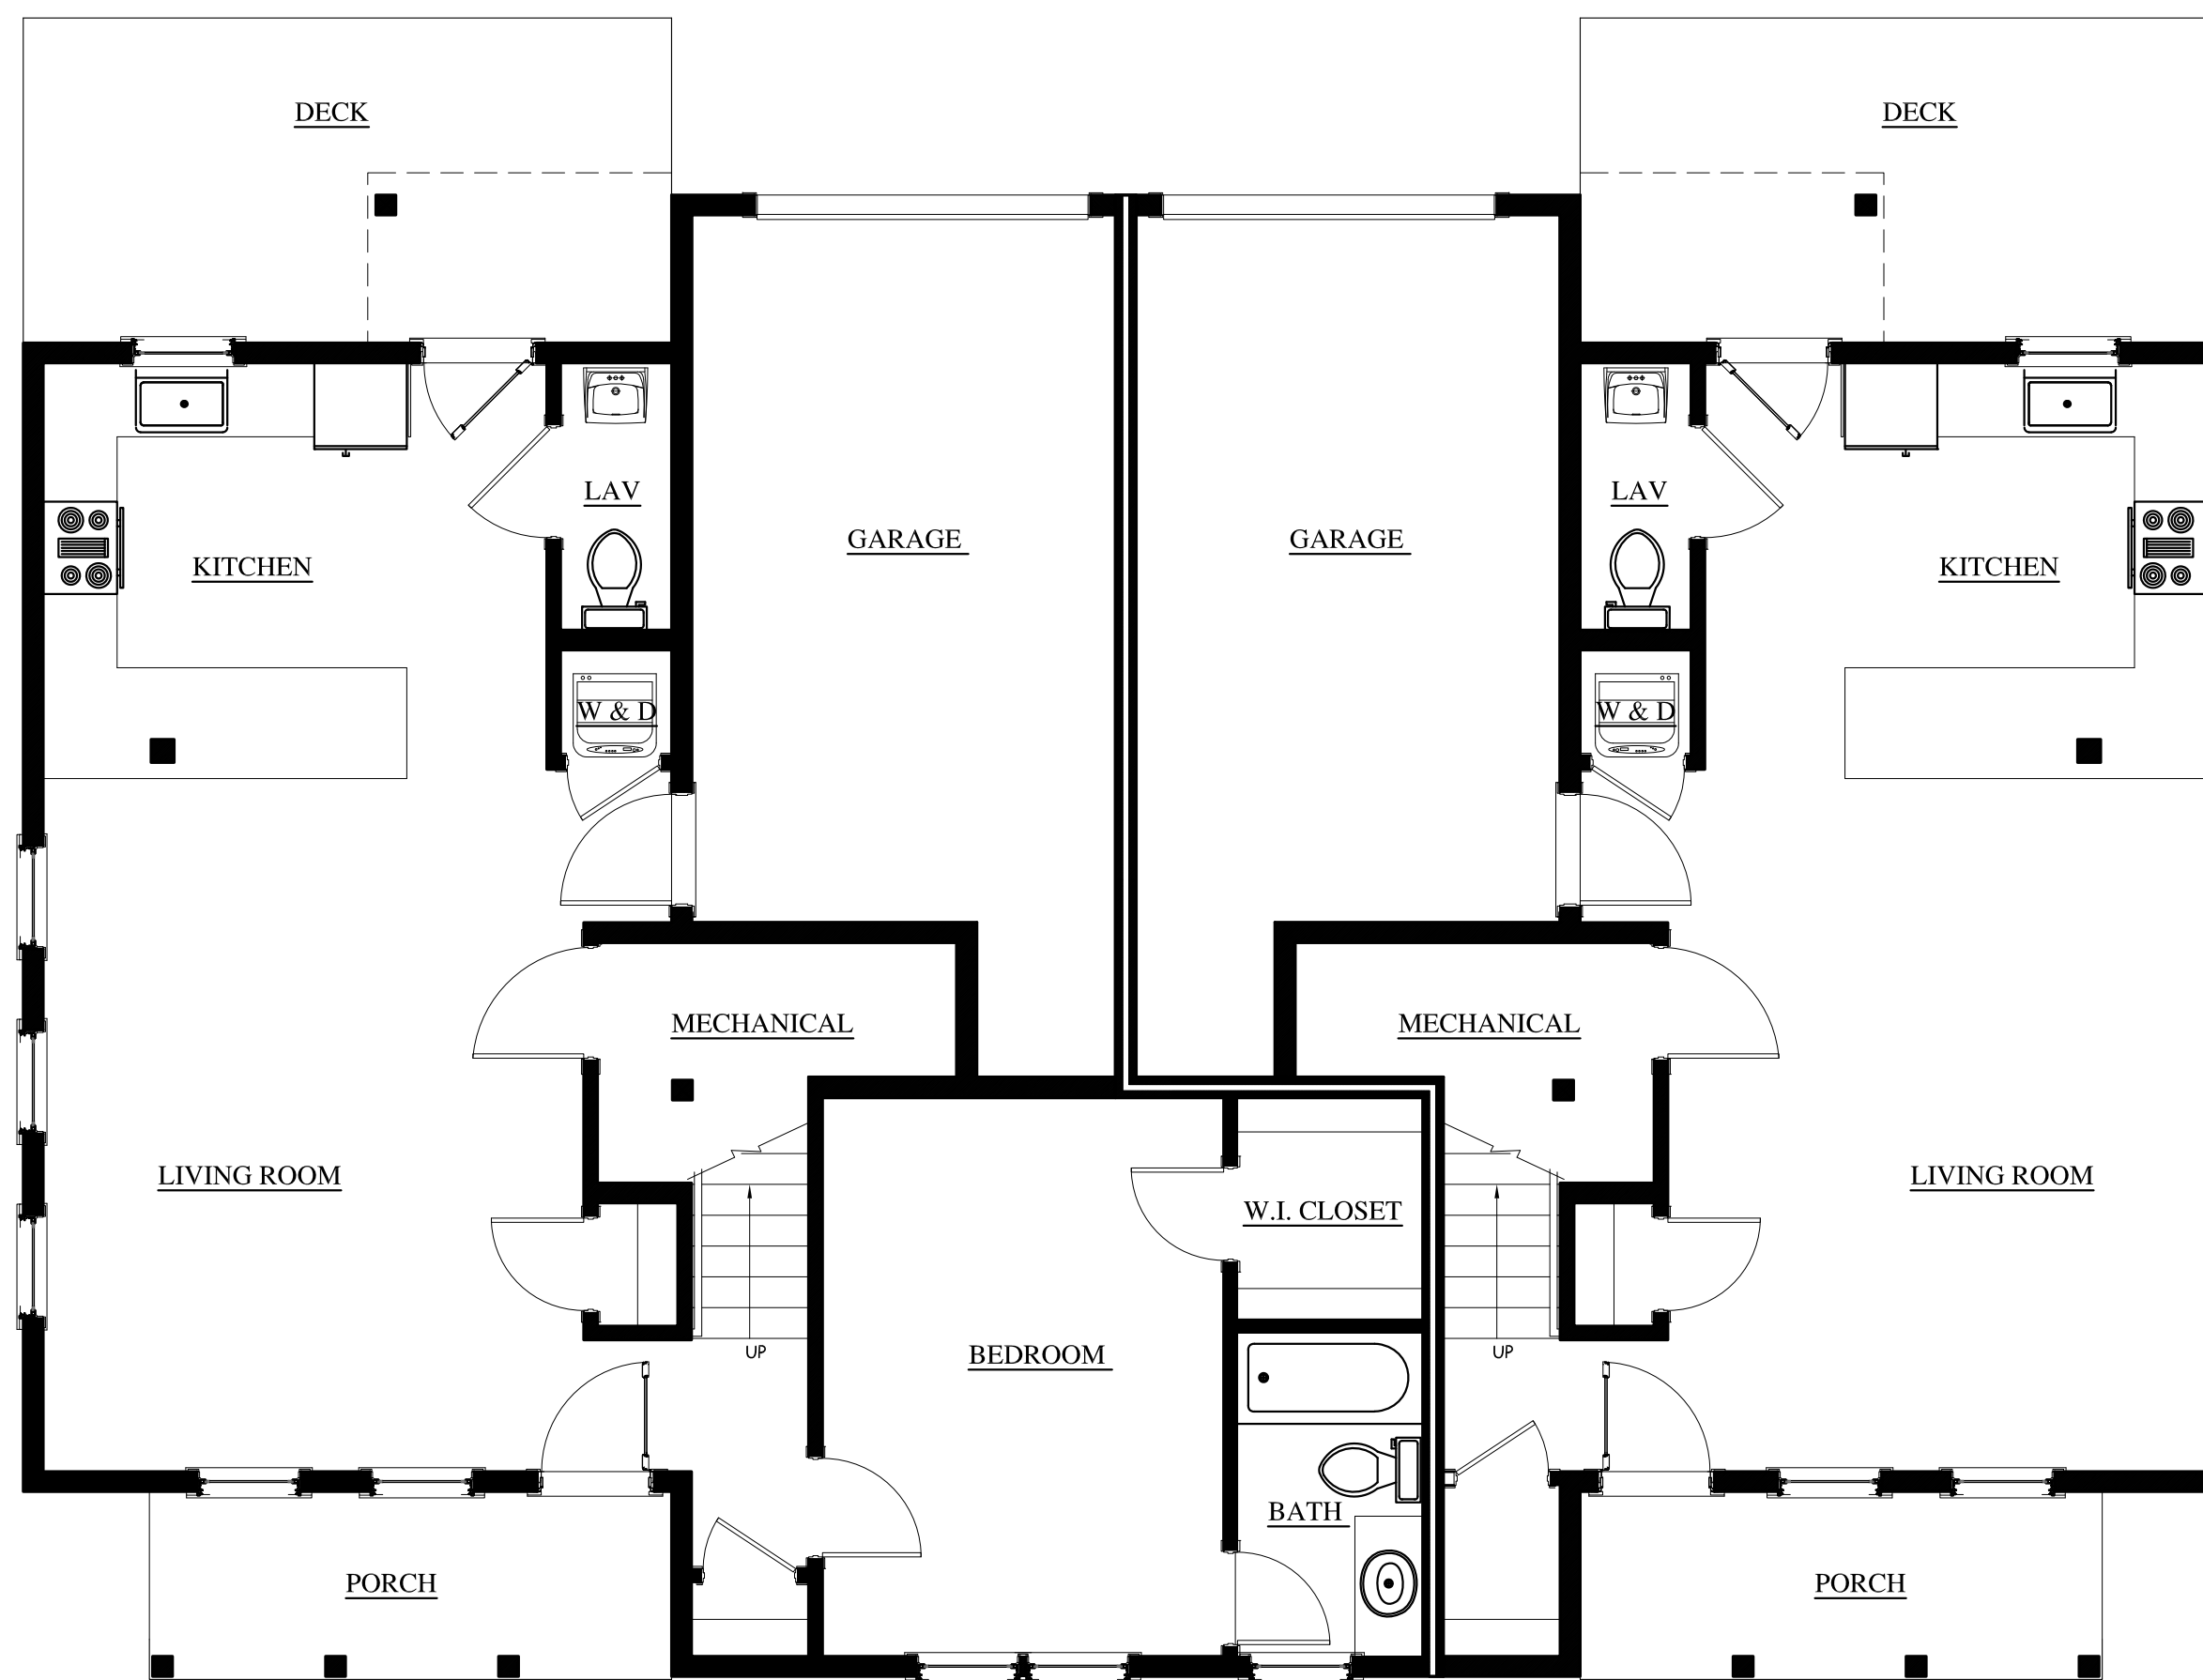 DECK
DECK
LAV
LAV
GARAGE
GARAGE
KITCHEN
KITCHEN
W & D
W & D
MECHANICAL
MECHANICAL
LIVING ROOM
LIVING ROOM
W.I. CLOSET
UP
BEDROOM
UP
BATH
PORCH
PORCH